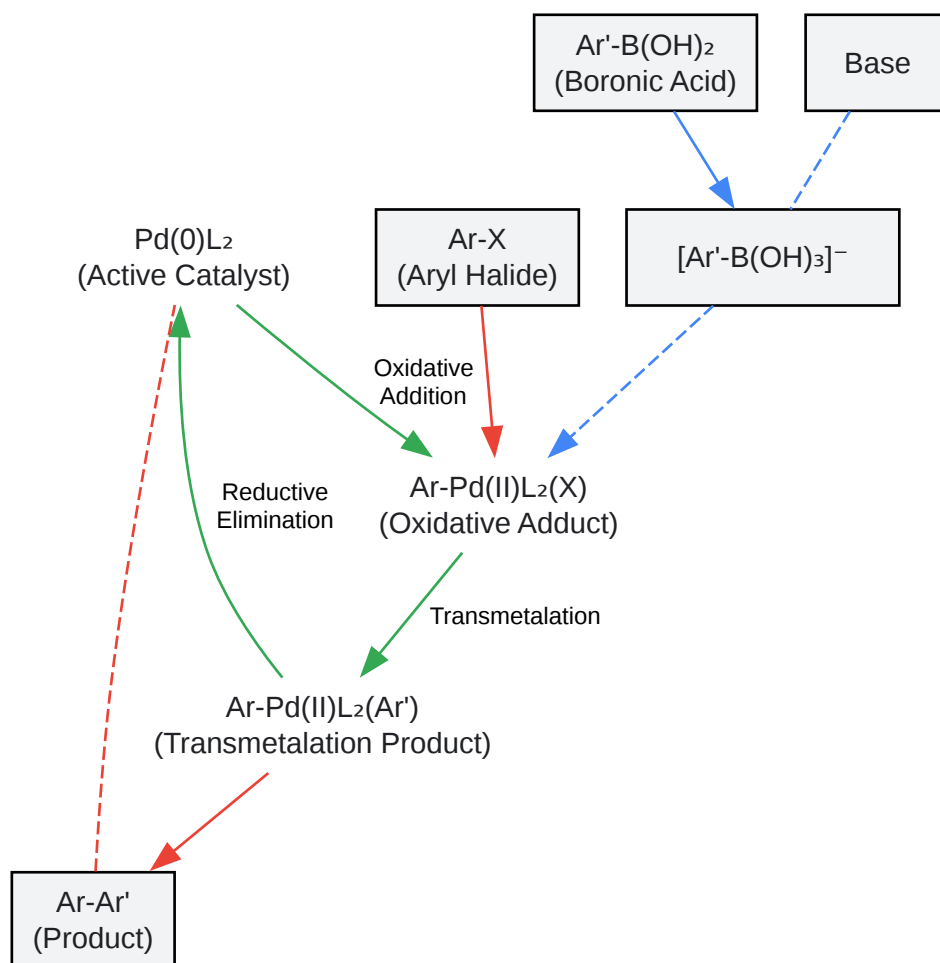 Ar'-B(OH)₂
(Boronic Acid)
Base
Pd(0)L₂
(Active Catalyst)
Ar-X
(Aryl Halide)
[Ar'-B(OH)₃]⁻
Oxidative
Addition
Reductive
Elimination
Ar-Pd(II)L₂(X)
(Oxidative Adduct)
Transmetalation
Ar-Pd(II)L₂(Ar')
(Transmetalation Product)
Ar-Ar'
(Product)